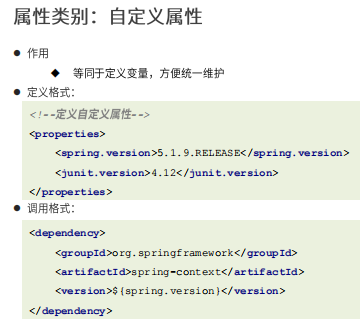 属性类别：自定义属性
● 作用
◆ 等同于定义变量，方便统一维护
● 定义格式：
<!--定义自定义属性-->
<properties>
    <spring.version>5.1.9.RELEASE</spring.version>
    <junit.version>4.12</junit.version>
</properties>
● 调用格式：
<dependency>
    <groupId>org.springframework</groupId>
    <artifactId>spring-context</artifactId>
    <version>${spring.version}</version>
</dependency>